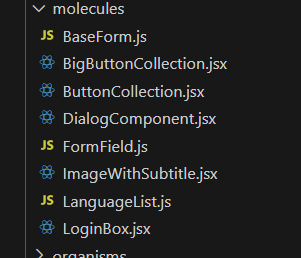 molecules
JS BaseForm.js
BigButtonCollection.jsx
ButtonCollection.jsx
DialogComponent.jsx
JS FormField.js
ImageWithSubtitle.jsx
JS LanguageList.js
LoginBox.jsx
organisms